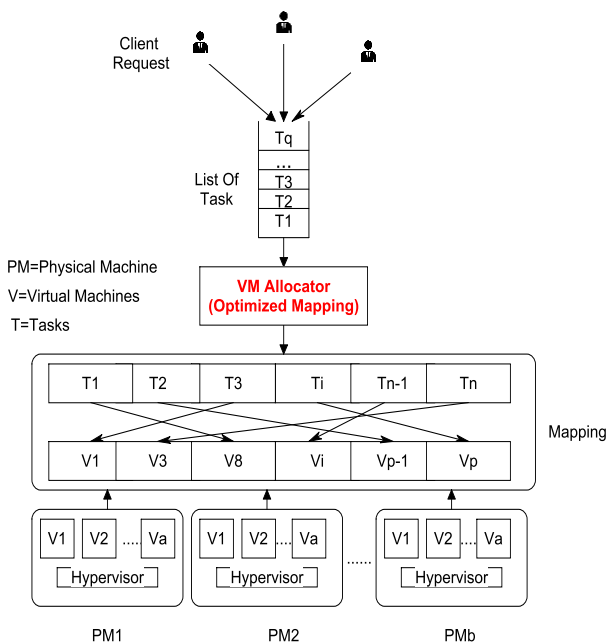 Client
Request
Tq
...
T3
T2
T1
List Of
Task
PM=Physical Machine
V=Virtual Machines
T=Tasks
VM Allocator
(Optimized Mapping)
T1 T2 T3 Ti Tn-1 Tn
V1 V3 V8 Vi Vp-1 Vp
Mapping
V1 V2 ..... Va
Hypervisor
V1 V2 .... Va
Hypervisor
......
V1 V2 .... Va
Hypervisor
PM1 PM2 PMb